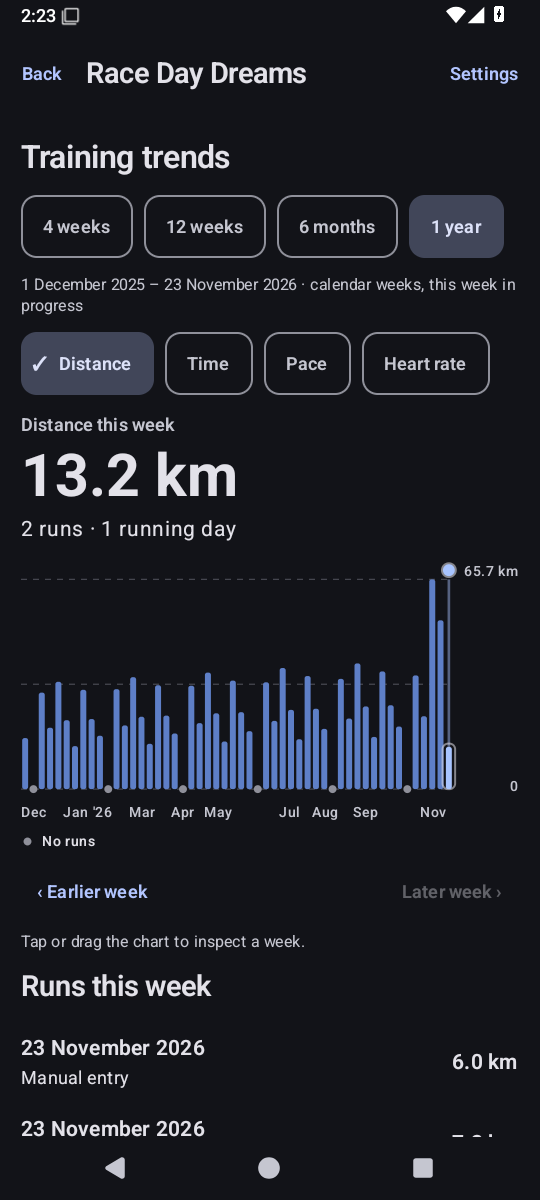 2:23
Back Race Day Dreams Settings
Training trends
4 weeks 12 weeks 6 months 1 year
1 December 2025 – 23 November 2026 · calendar weeks, this week in
progress
✓ Distance Time Pace Heart rate
Distance this week
13.2 km
2 runs · 1 running day
65.7 km
0
Dec Jan '26 Mar Apr May Jul Aug Sep Nov
No runs
‹ Earlier week Later week ›
Tap or drag the chart to inspect a week.
Runs this week
23 November 2026
6.0 km
Manual entry
23 November 2026